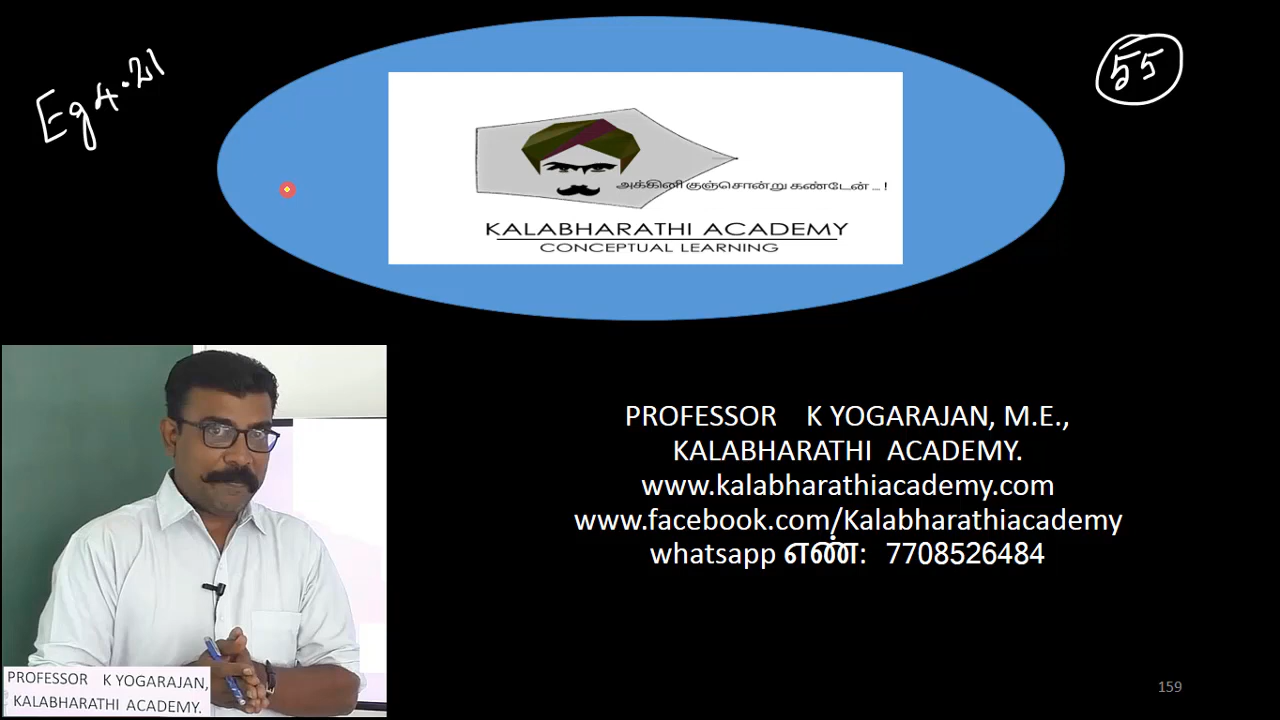 Eg 4.21
55
அக்கினி குஞ்சொன்று கண்டேன் ... !
KALABHARATHI ACADEMY
CONCEPTUAL LEARNING
PROFESSOR K YOGARAJAN, M.E.,
KALABHARATHI ACADEMY.
www.kalabharathiacademy.com
www.facebook.com/Kalabharathiacademy
whatsapp எண்: 7708526484
PROFESSOR K YOGARAJAN,
KALABHARATHI ACADEMY.
159